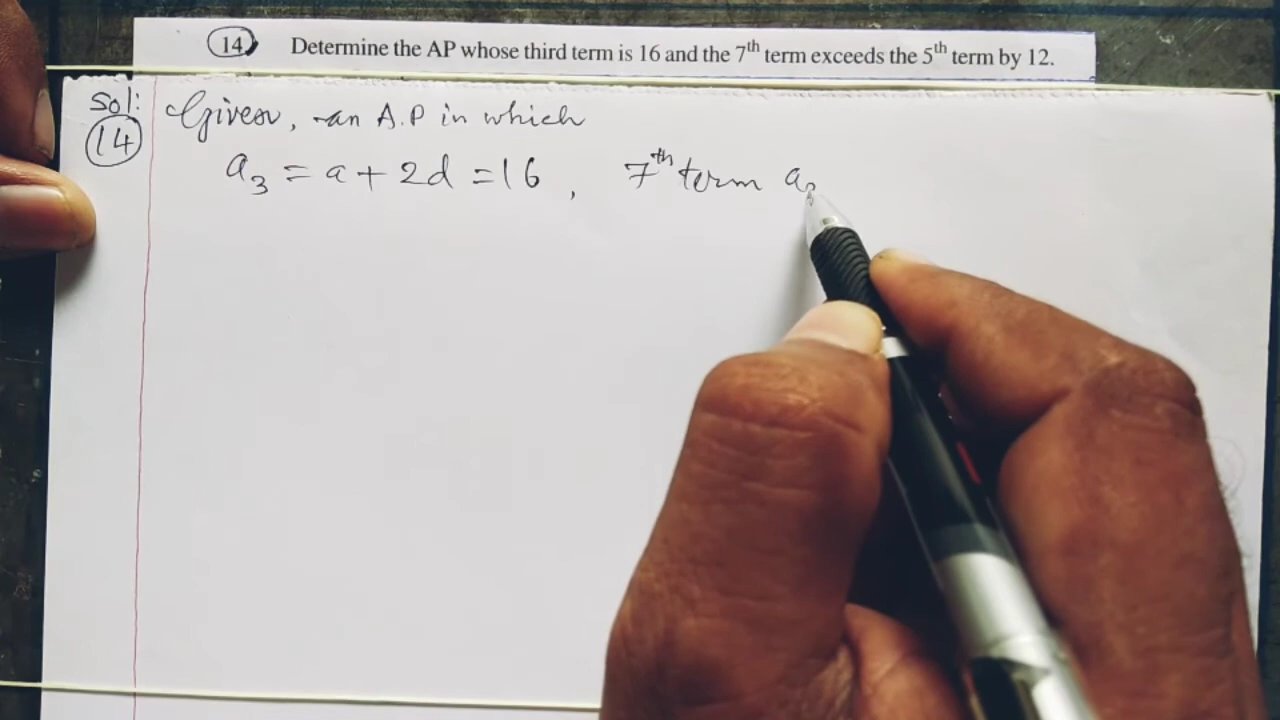 14 Determine the AP whose third term is 16 and the 7th term exceeds the 5th term by 12.
Sol: Given, an A.P in which
14 a₃ = a + 2d = 16, 7th term a